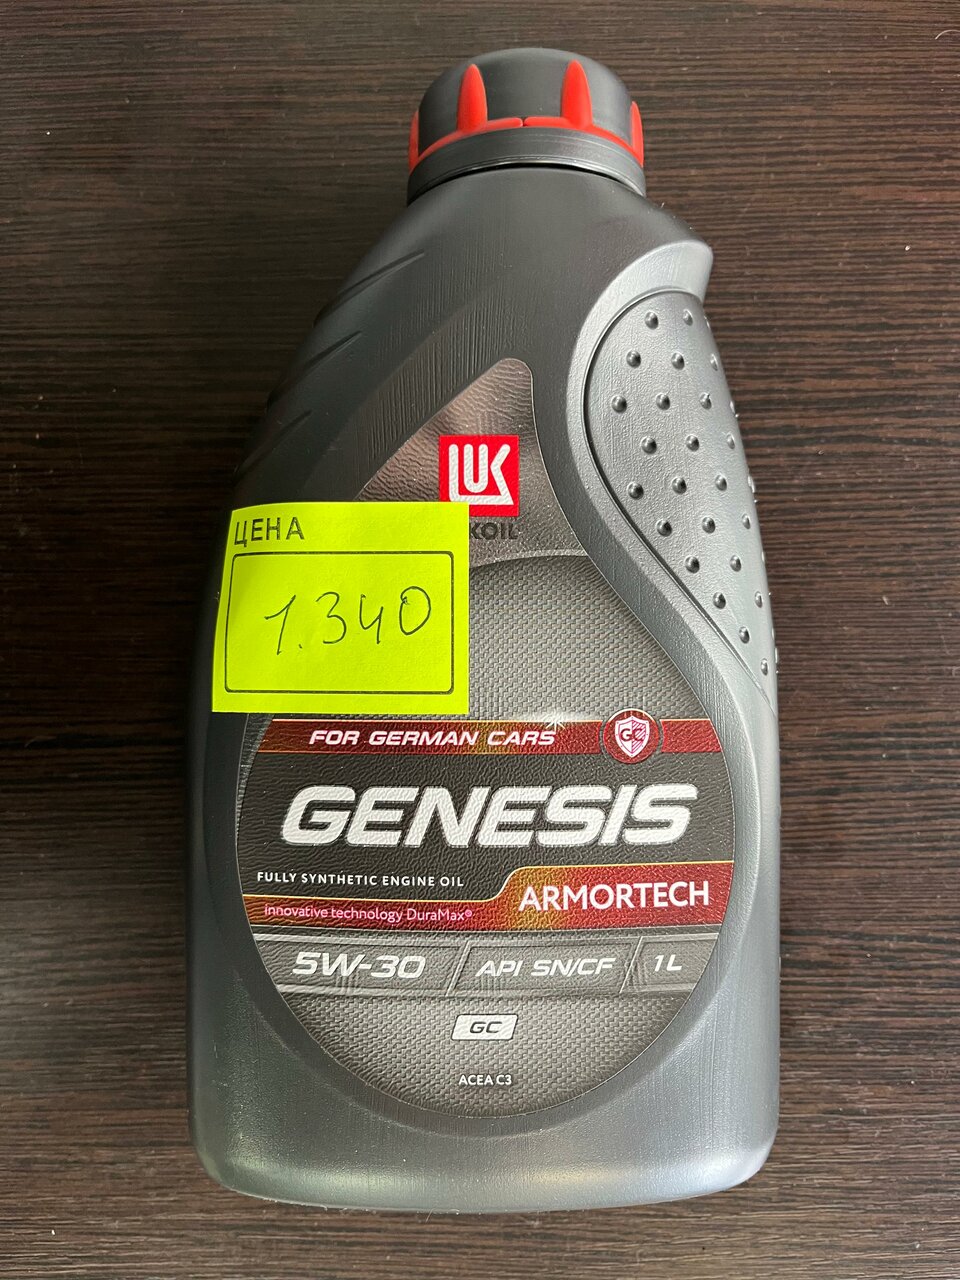 LUK
KOIL
ЦЕНА
1.340
FOR GERMAN CARS
GC
GENESIS
FULLY SYNTHETIC ENGINE OIL
ARMORTECH
innovative technology DuraMax®
5W-30 API SN/CF 1L
GC
ACEA C3